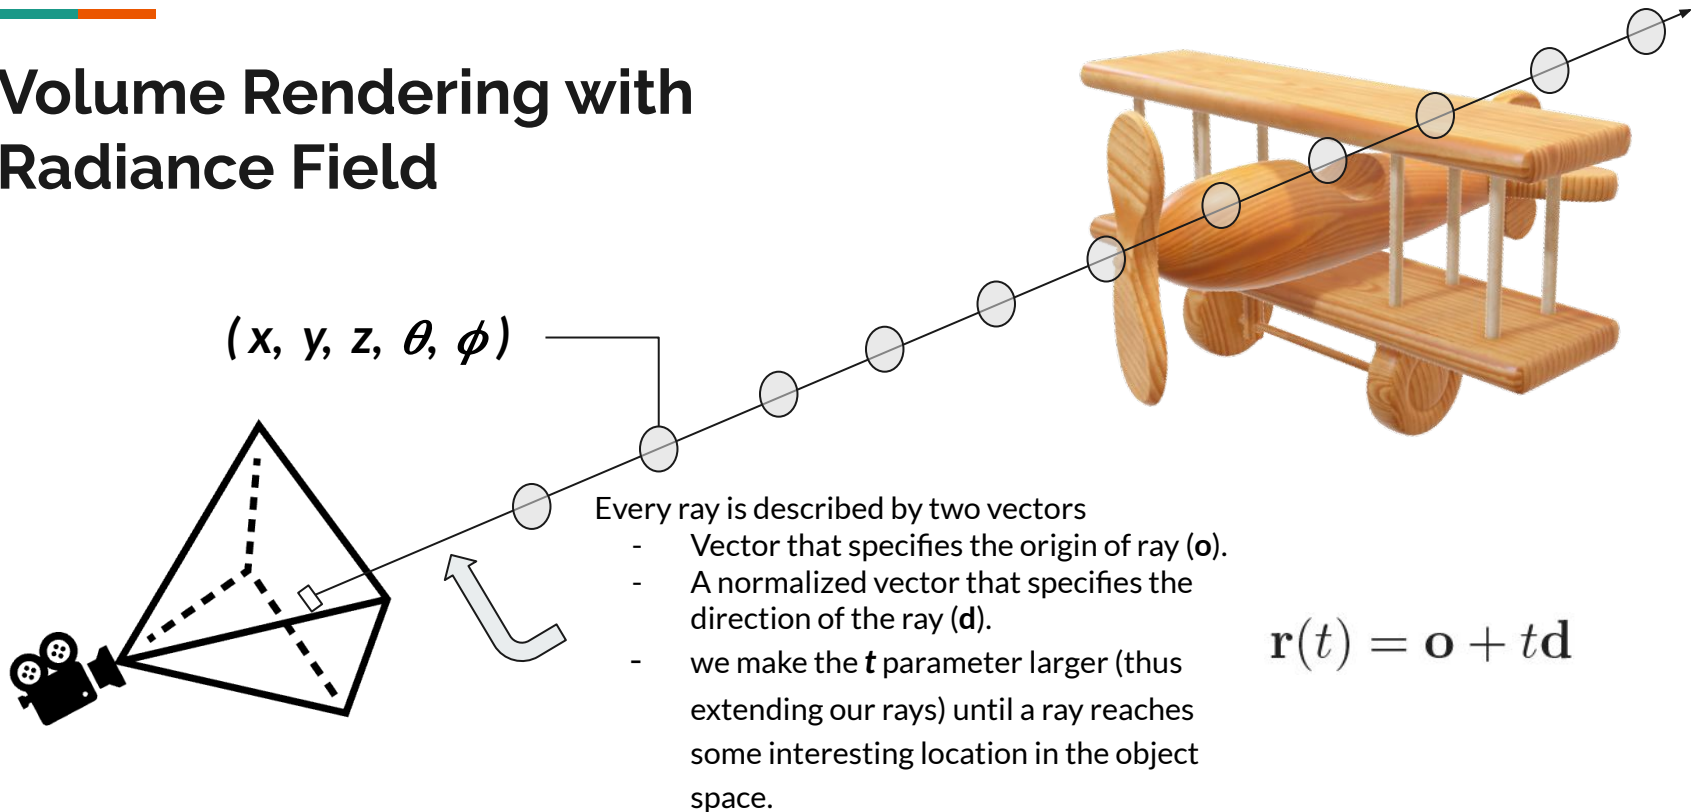 Volume Rendering with
Radiance Field
(x, y, z, θ, ϕ)
Every ray is described by two vectors
- Vector that specifies the origin of ray (o).
- A normalized vector that specifies the
direction of the ray (d).
- we make the t parameter larger (thus
extending our rays) until a ray reaches
some interesting location in the object
space.
r(t) = o + td